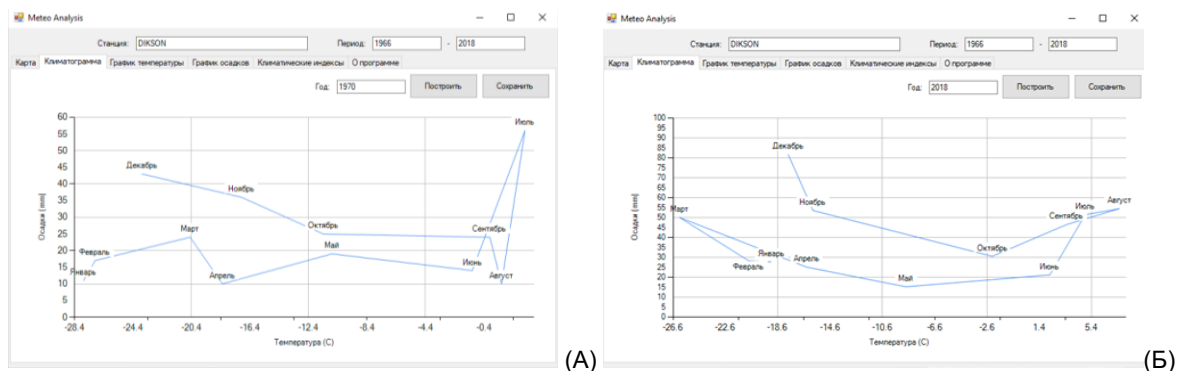 Meteo Analysis
Станция: DIKSON Период: 1966 - 2018
Карта Климатограмма График температуры График осадков Климатические индексы О программе
Год: 1970 Построить Сохранить
60
55
50
45
40
35
30
25
20
15
10
5
0
Осадки (mm)
Июль
Декабрь
Ноябрь
Октябрь
Сентябрь
Март
Май
Февраль
Январь
Апрель
Июнь
Август
-28.4 -24.4 -20.4 -16.4 -12.4 -8.4 -4.4 -0.4
Температура (С)
(А)
Meteo Analysis
Станция: DIKSON Период: 1966 - 2018
Карта Климатограмма График температуры График осадков Климатические индексы О программе
Год: 2018 Построить Сохранить
100
95
90
85
80
75
70
65
60
55
50
45
40
35
30
25
20
15
10
5
0
Осадки (mm)
Декабрь
Ноябрь
Март
Июль
Август
Сентябрь
Октябрь
Январь
Февраль
Апрель
Июнь
Май
-26.6 -22.6 -18.6 -14.6 -10.6 -6.6 -2.6 1.4 5.4
Температура (С)
(Б)